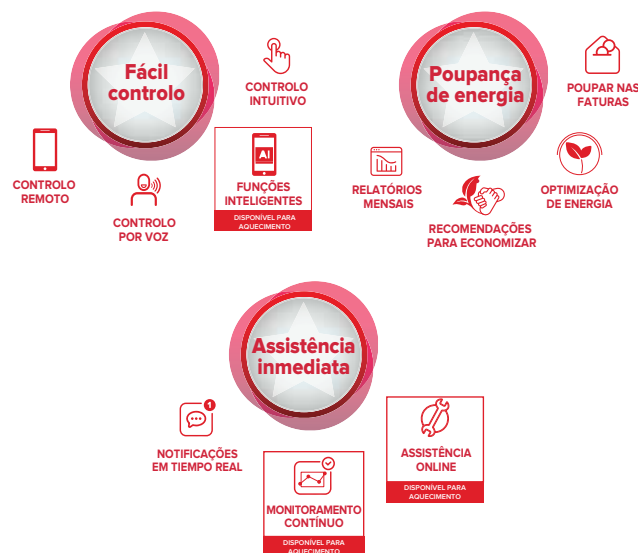 Fácil
controlo
CONTROLO
INTUITIVO
CONTROLO
REMOTO
CONTROLO
POR VOZ
AI
FUNÇÕES
INTELIGENTES
DISPONÍVEL PARA
AQUECIMENTO
Poupança
de energia
POUPAR NAS
FATURAS
RELATÓRIOS
MENSAIS
RECOMENDAÇÕES
PARA ECONOMIZAR
OPTIMIZAÇÃO
DE ENERGIA
Assistência
inmediata
1
NOTIFICAÇÕES
EM TIEMPO REAL
MONITORAMENTO
CONTÍNUO
DISPONÍVEL PARA
AQUECIMENTO
ASSISTÊNCIA
ONLINE
DISPONÍVEL PARA
AQUECIMENTO